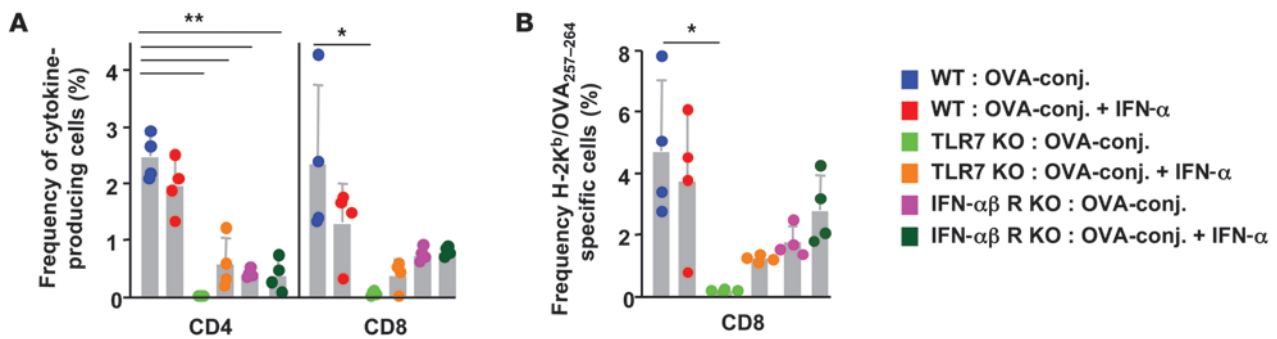 A
Frequency of cytokine-
producing cells (%)
4
3
2
1
0
**
*
CD4
CD8
B
Frequency H-2Kᵇ/OVA₂₅₇₋₂₆₄
specific cells (%)
8
6
4
2
0
*
CD8
WT : OVA-conj.
WT : OVA-conj. + IFN-α
TLR7 KO : OVA-conj.
TLR7 KO : OVA-conj. + IFN-α
IFN-αβ R KO : OVA-conj.
IFN-αβ R KO : OVA-conj. + IFN-α